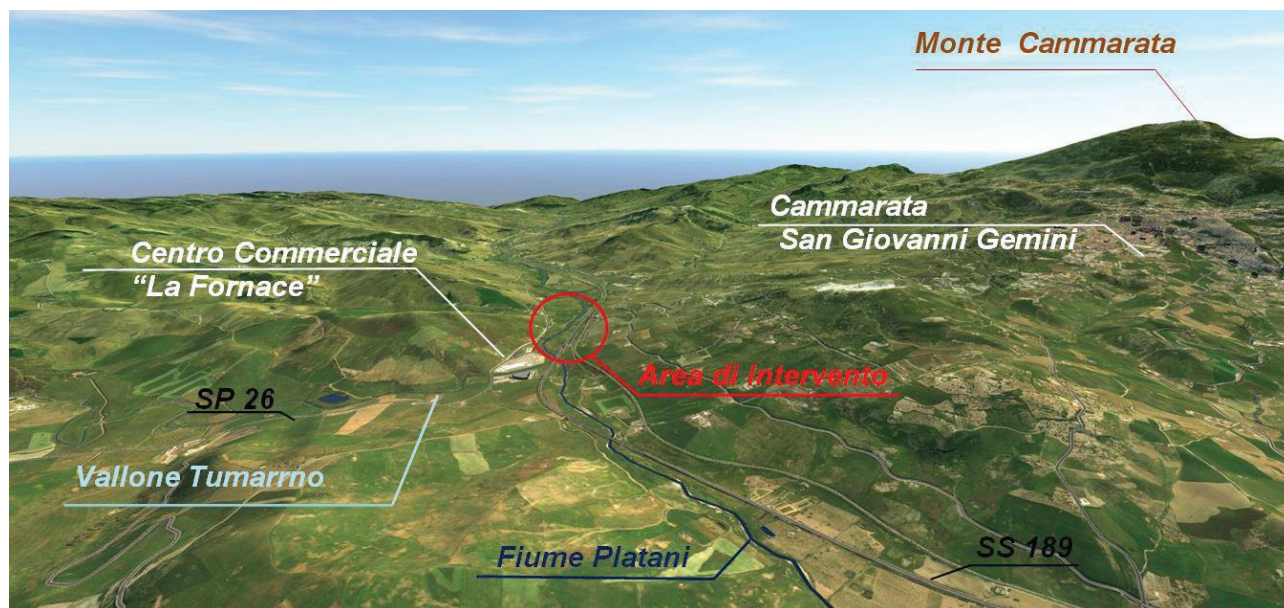 Monte Cammarata
Cammarata
San Giovanni Gemini
Centro Commerciale
“La Fornace”
Area di intervento
SP 26
Vallone Tumarrno
Fiume Platani
SS 189